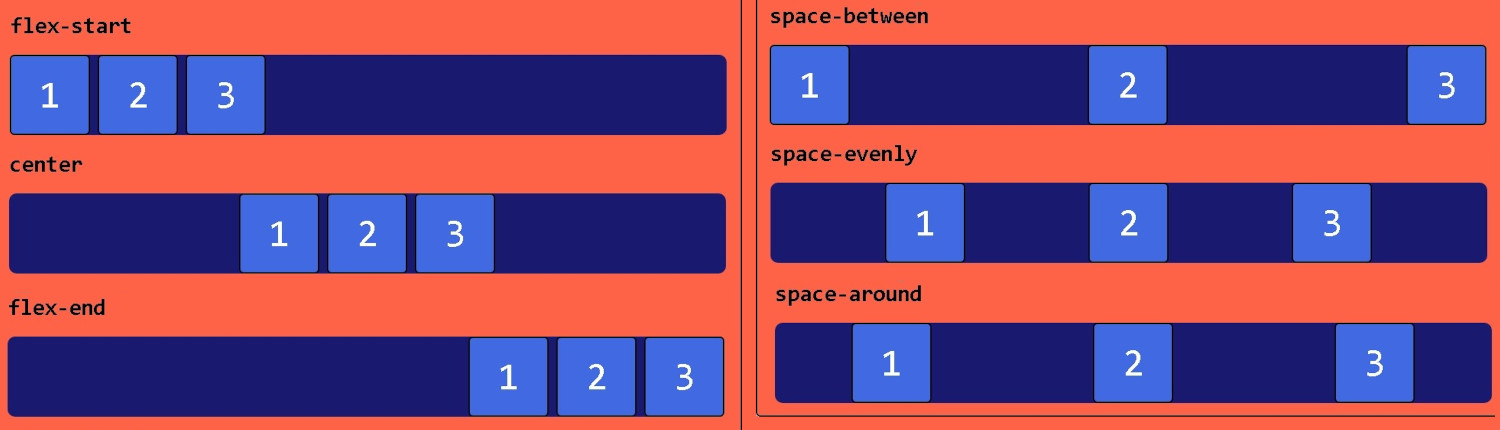 flex-start
1 2 3
center
1 2 3
flex-end
1 2 3
space-between
1 2 3
space-evenly
1 2 3
space-around
1 2 3